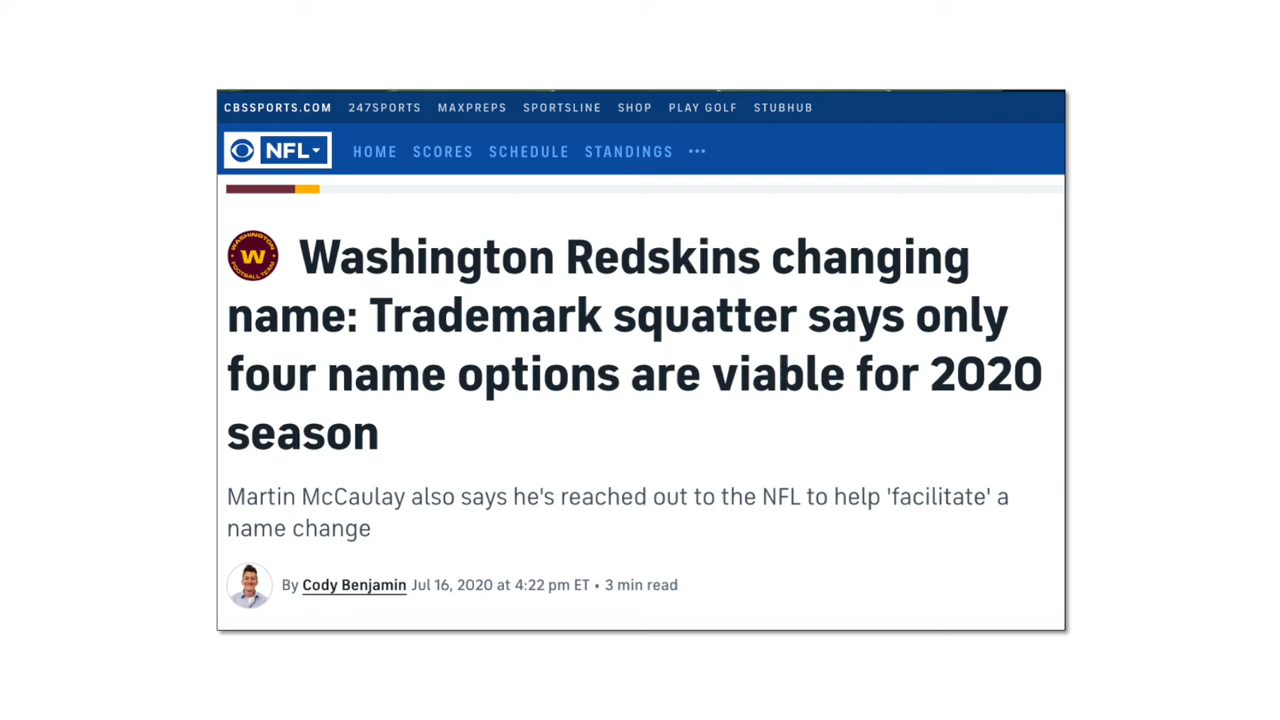 CBSSPORTS.COM 247SPORTS MAXPREPS SPORTSLINE SHOP PLAY GOLF STUBHUB
NFL HOME SCORES SCHEDULE STANDINGS •••
WASHINGTON
W
FOOTBALL TEAM
Washington Redskins changing
name: Trademark squatter says only
four name options are viable for 2020
season
Martin McCaulay also says he's reached out to the NFL to help 'facilitate' a
name change
By Cody Benjamin Jul 16, 2020 at 4:22 pm ET • 3 min read